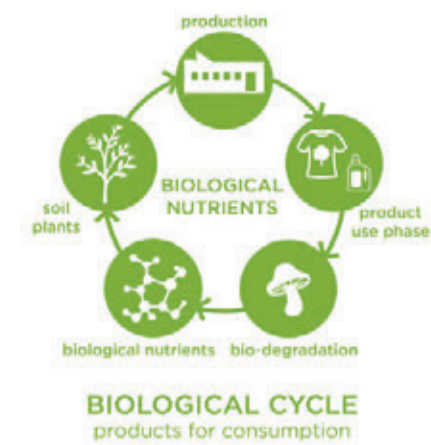 production
BIOLOGICAL
NUTRIENTS
product
use phase
bio-degradation
biological nutrients
soil
plants
BIOLOGICAL CYCLE
products for consumption